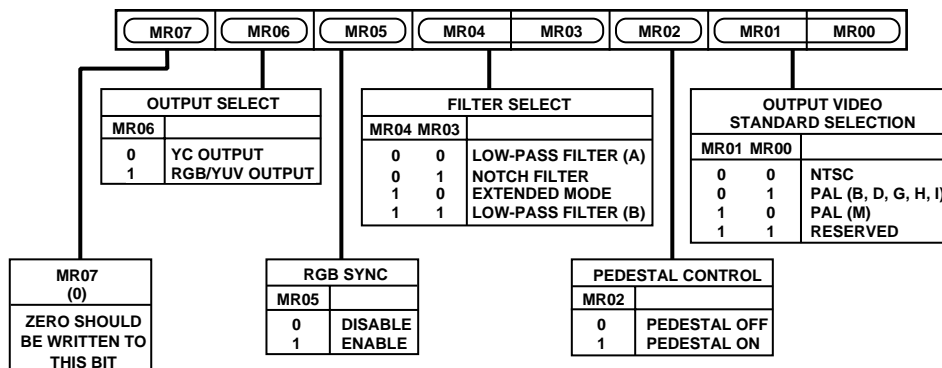 MR07 MR06 MR05 MR04 MR03 MR02 MR01 MR00
OUTPUT SELECT
MR06
0 YC OUTPUT
1 RGB/YUV OUTPUT
FILTER SELECT
MR04 MR03
0 0 LOW-PASS FILTER (A)
0 1 NOTCH FILTER
1 0 EXTENDED MODE
1 1 LOW-PASS FILTER (B)
OUTPUT VIDEO
STANDARD SELECTION
MR01 MR00
0 0 NTSC
0 1 PAL (B, D, G, H, I)
1 0 PAL (M)
1 1 RESERVED
MR07
(0)
ZERO SHOULD
BE WRITTEN TO
THIS BIT
RGB SYNC
MR05
0 DISABLE
1 ENABLE
PEDESTAL CONTROL
MR02
0 PEDESTAL OFF
1 PEDESTAL ON